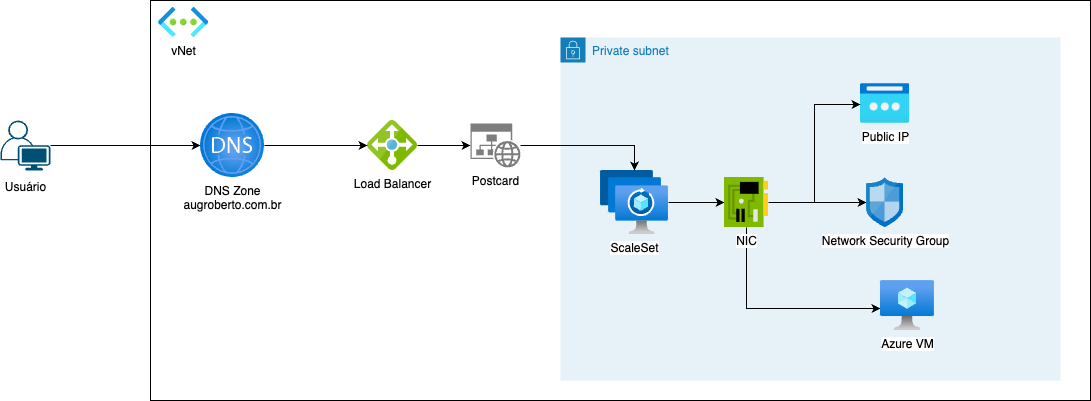 vNet
Private subnet
Usuário
DNS
DNS Zone
augroberto.com.br
Load Balancer
Postcard
ScaleSet
NIC
Public IP
Network Security Group
Azure VM